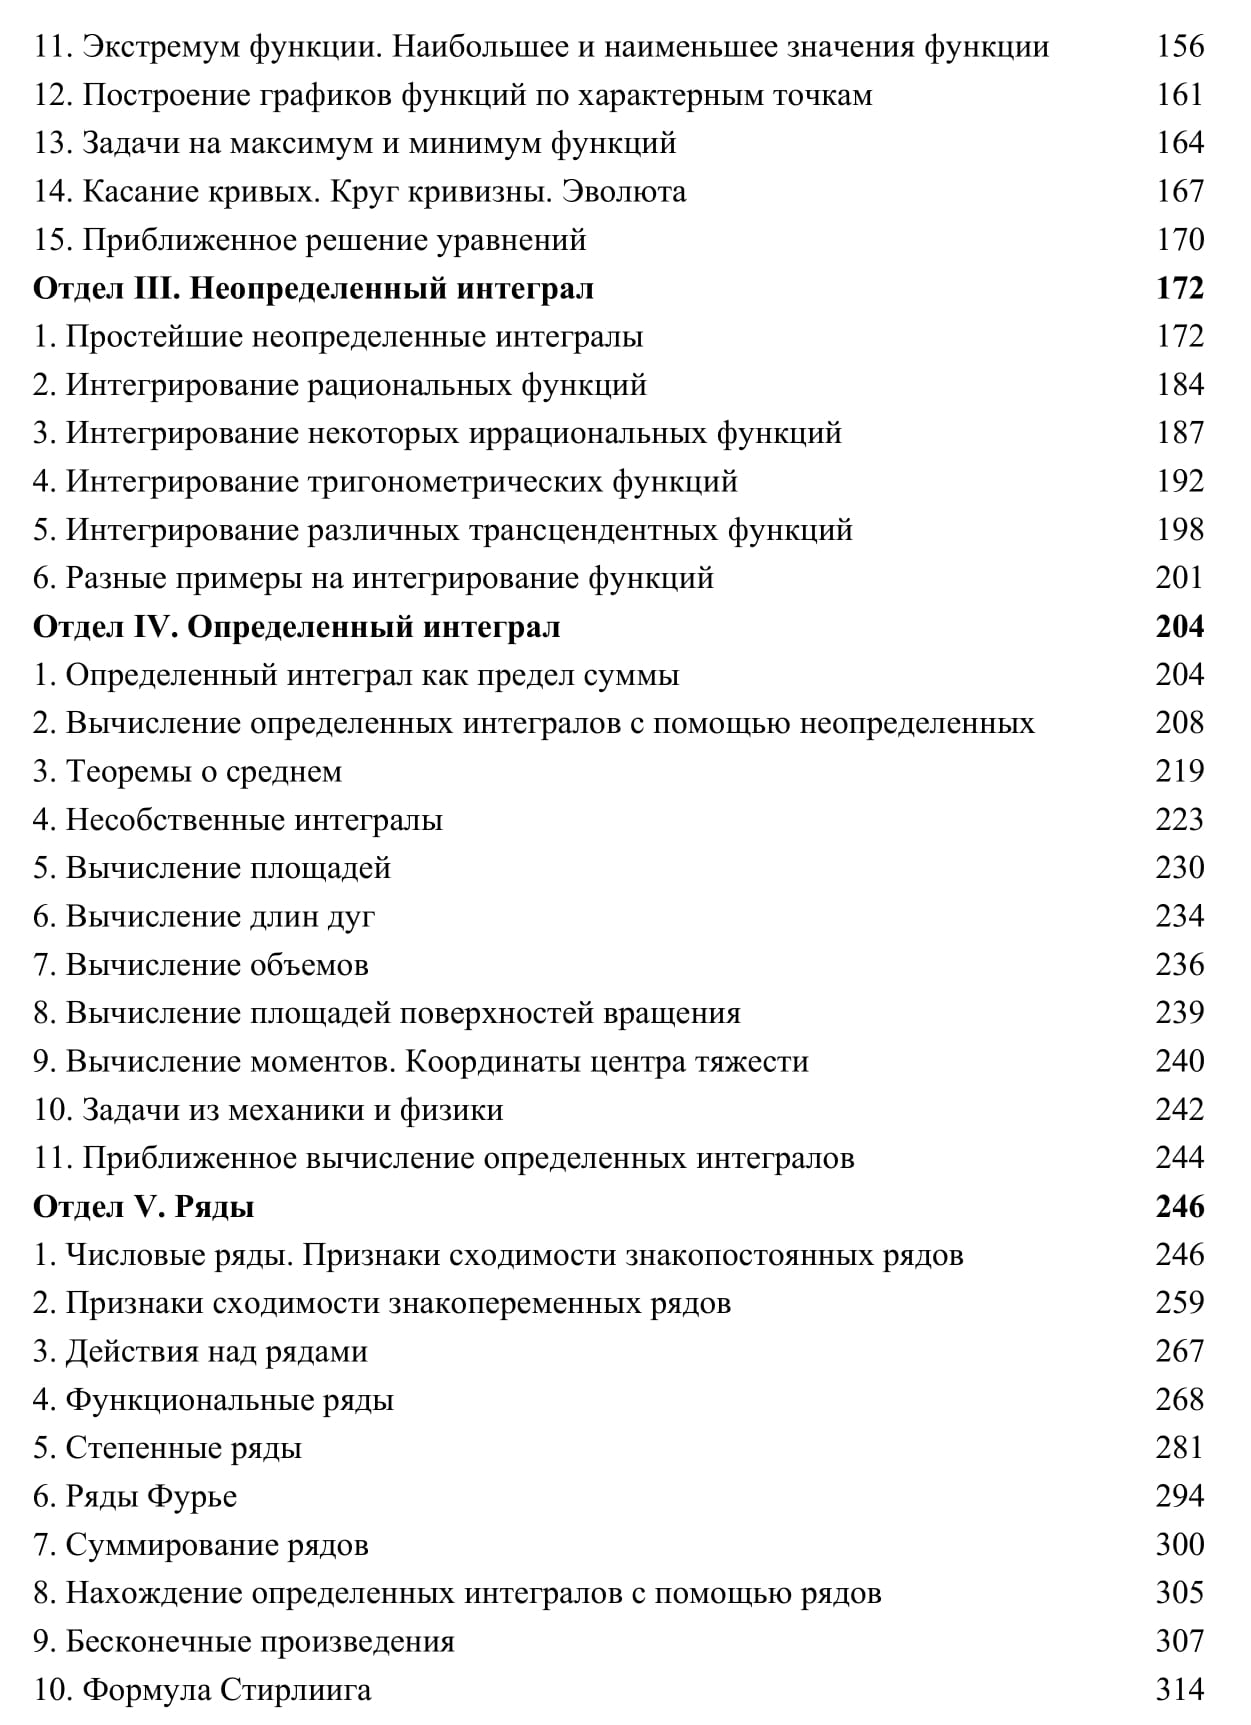 11. Экстремум функции. Наибольшее и наименьшее значения функции 156
12. Построение графиков функций по характерным точкам 161
13. Задачи на максимум и минимум функций 164
14. Касание кривых. Круг кривизны. Эволюта 167
15. Приближенное решение уравнений 170
Отдел III. Неопределенный интеграл 172
1. Простейшие неопределенные интегралы 172
2. Интегрирование рациональных функций 184
3. Интегрирование некоторых иррациональных функций 187
4. Интегрирование тригонометрических функций 192
5. Интегрирование различных трансцендентных функций 198
6. Разные примеры на интегрирование функций 201
Отдел IV. Определенный интеграл 204
1. Определенный интеграл как предел суммы 204
2. Вычисление определенных интегралов с помощью неопределенных 208
3. Теоремы о среднем 219
4. Несобственные интегралы 223
5. Вычисление площадей 230
6. Вычисление длин дуг 234
7. Вычисление объемов 236
8. Вычисление площадей поверхностей вращения 239
9. Вычисление моментов. Координаты центра тяжести 240
10. Задачи из механики и физики 242
11. Приближенное вычисление определенных интегралов 244
Отдел V. Ряды 246
1. Числовые ряды. Признаки сходимости знакопостоянных рядов 246
2. Признаки сходимости знакопеременных рядов 259
3. Действия над рядами 267
4. Функциональные ряды 268
5. Степенные ряды 281
6. Ряды Фурье 294
7. Суммирование рядов 300
8. Нахождение определенных интегралов с помощью рядов 305
9. Бесконечные произведения 307
10. Формула Стирлиига 314